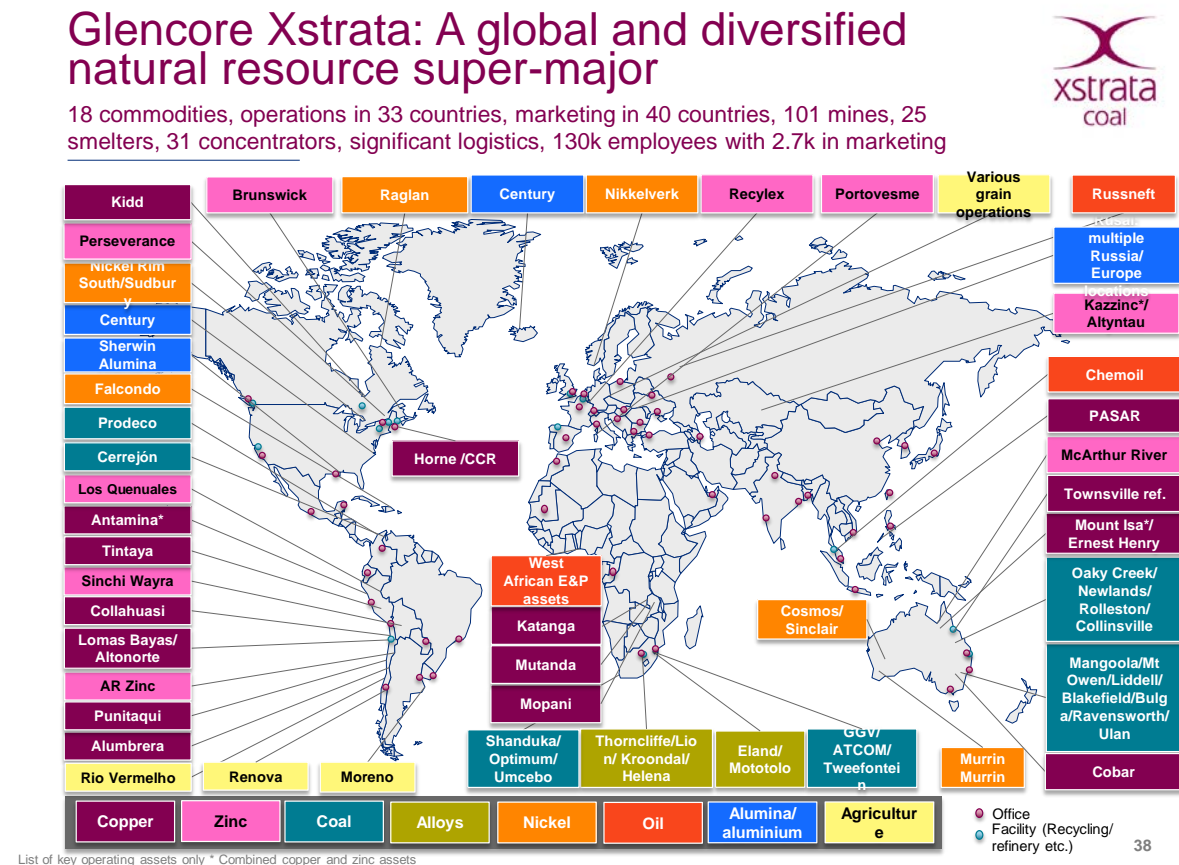 Glencore Xstrata: A global and diversified
natural resource super-major
xstrata
coal
18 commodities, operations in 33 countries, marketing in 40 countries, 101 mines, 25
smelters, 31 concentrators, significant logistics, 130k employees with 2.7k in marketing
Kidd
Brunswick
Raglan
Century
Nikkelverk
Recylex
Portovesme
Various
grain
operations
Russneft
Perseverance
Nickel Rim
South/Sudbur
y
Century
Sherwin
Alumina
Falcondo
Prodeco
Cerrejón
Los Quenuales
Antamina*
Tintaya
Sinchi Wayra
Collahuasi
Lomas Bayas/
Altonorte
AR Zinc
Punitaqui
Alumbrera
Rio Vermelho
Renova
Moreno
Horne /CCR
West
African E&P
assets
Katanga
Mutanda
Mopani
Shanduka/
Optimum/
Umcebo
Thorncliffe/Lio
n/ Kroondal/
Helena
Eland/
Mototolo
GGV/
ATCOM/
Tweefontei
n
Cosmos/
Sinclair
Murrin
Murrin
Rusal
multiple
Russia/
Europe
locations
Kazzinc*/
Altyntau
Chemoil
PASAR
McArthur River
Townsville ref.
Mount Isa*/
Ernest Henry
Oaky Creek/
Newlands/
Rolleston/
Collinsville
Mangoola/Mt
Owen/Liddell/
Blakefield/Bulg
a/Ravensworth/
Ulan
Cobar
Copper
Zinc
Coal
Alloys
Nickel
Oil
Alumina/
aluminium
Agricultur
e
Office
Facility (Recycling/
refinery etc.)
38
List of key operating assets only * Combined copper and zinc assets